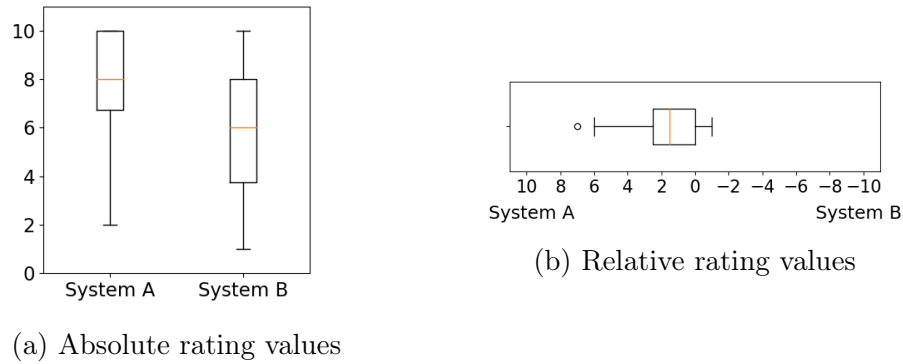 10
8
6
4
2
0
System A System B
(a) Absolute rating values
10 8 6 4 2 0 −2 −4 −6 −8 −10
System A System B
(b) Relative rating values